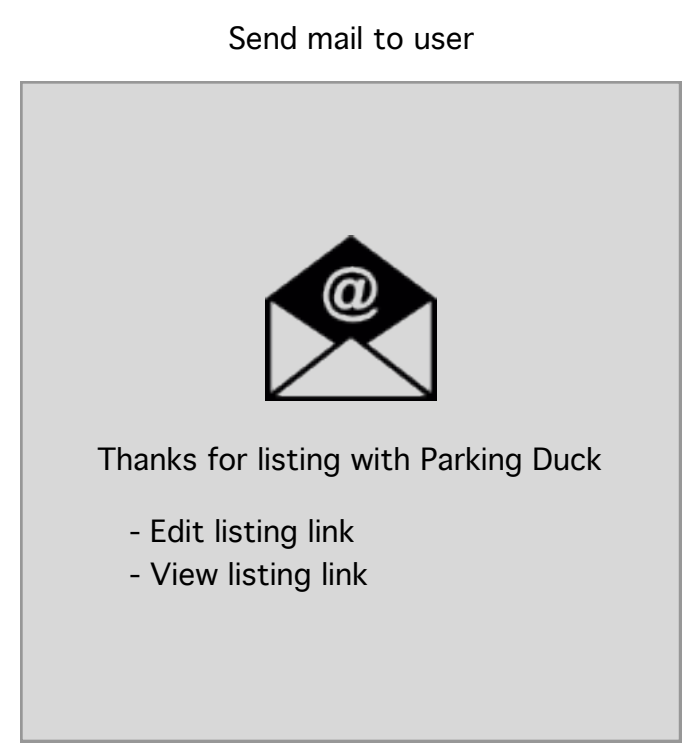 Send mail to user
@
Thanks for listing with Parking Duck
- Edit listing link
- View listing link